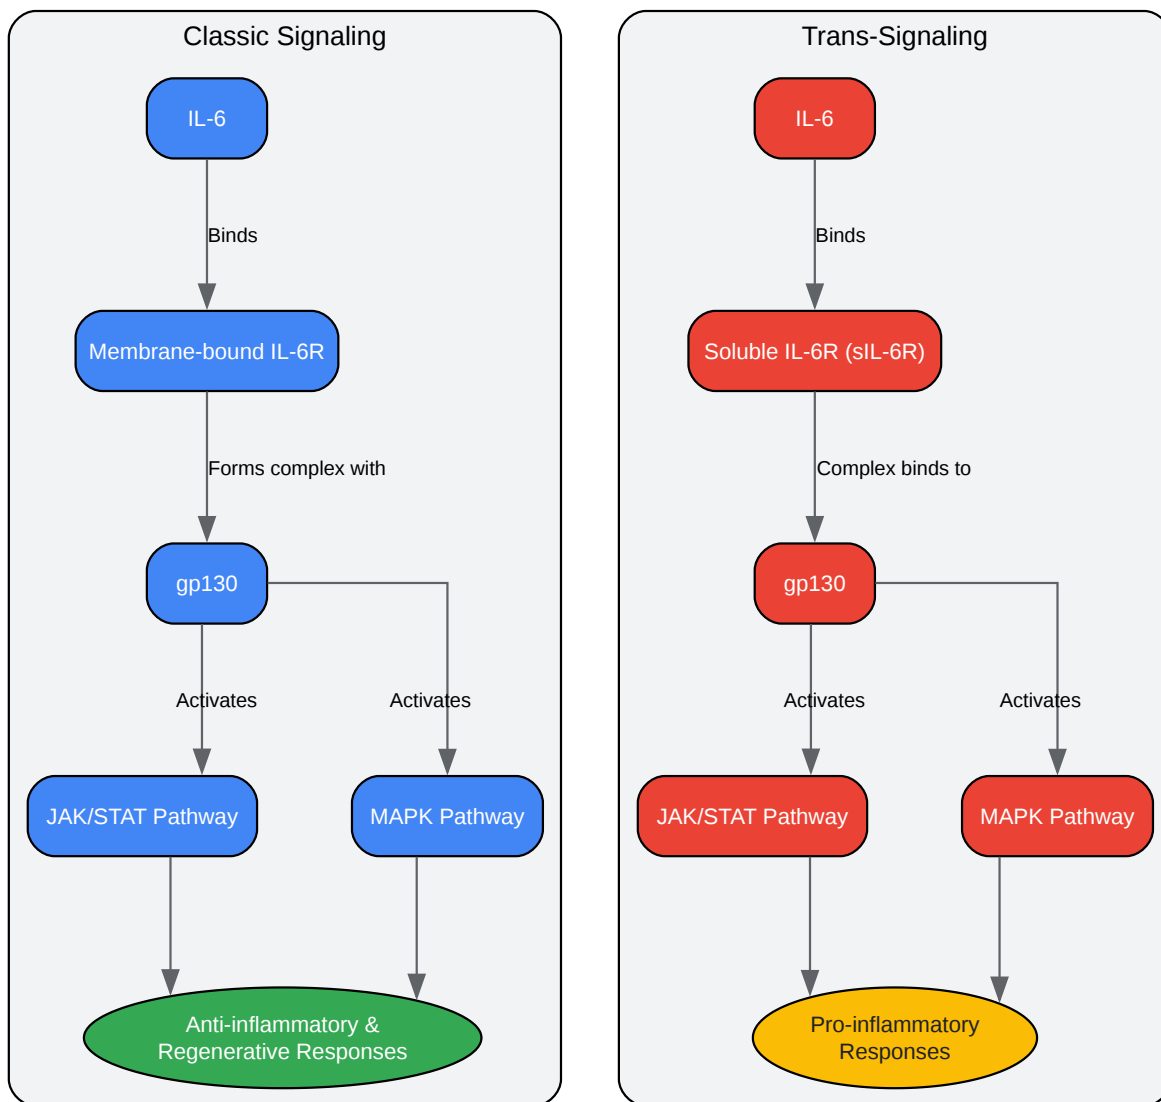 Classic Signaling
IL-6
Binds
Membrane-bound IL-6R
Forms complex with
gp130
Activates
Activates
JAK/STAT Pathway
MAPK Pathway
Anti-inflammatory &
Regenerative Responses
Trans-Signaling
IL-6
Binds
Soluble IL-6R (sIL-6R)
Complex binds to
gp130
Activates
Activates
JAK/STAT Pathway
MAPK Pathway
Pro-inflammatory
Responses